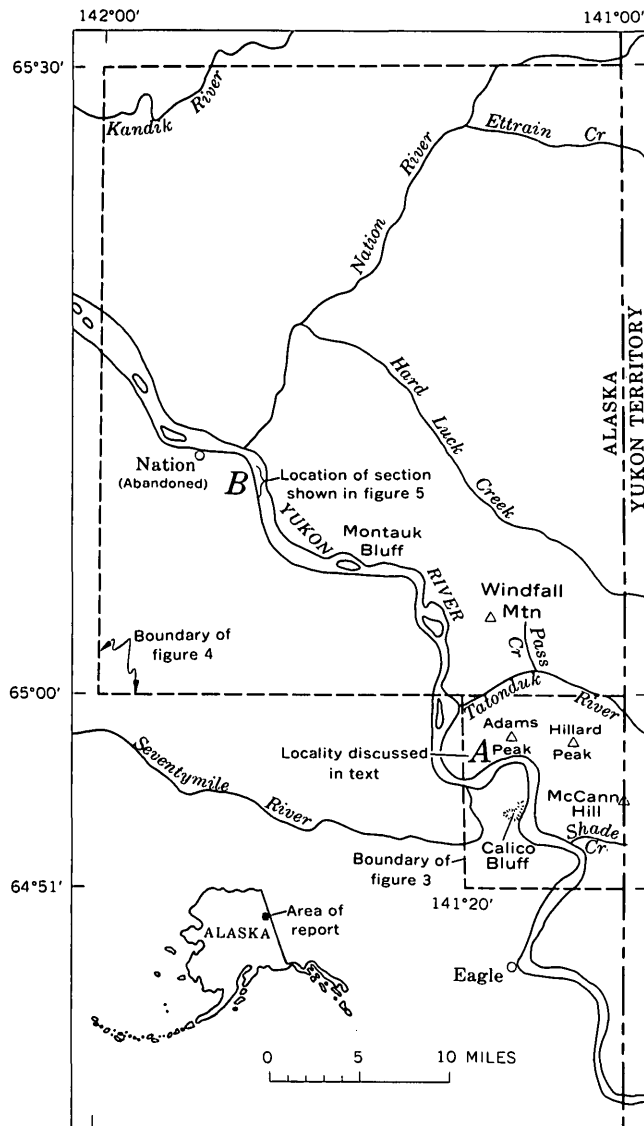 142°00'
141°00'
65°30'
Kandik River
Ettrain Cr
Nation River
Hard Luck Creek
ALASKA
YUKON TERRITORY
Nation
(Abandoned)
B
Location of section
shown in figure 5
YUKON RIVER
Montauk
Bluff
Windfall
Mtn
Pass Cr
Boundary of
figure 4
65°00'
Tatonduk River
Seventymile River
Locality discussed
in text
A
Adams
Peak
Hillard
Peak
McCann
Hill
Shade
Cr
Calico
Bluff
Boundary of
figure 3
64°51'
141°20'
ALASKA
Area of
report
Eagle
0 5 10 MILES